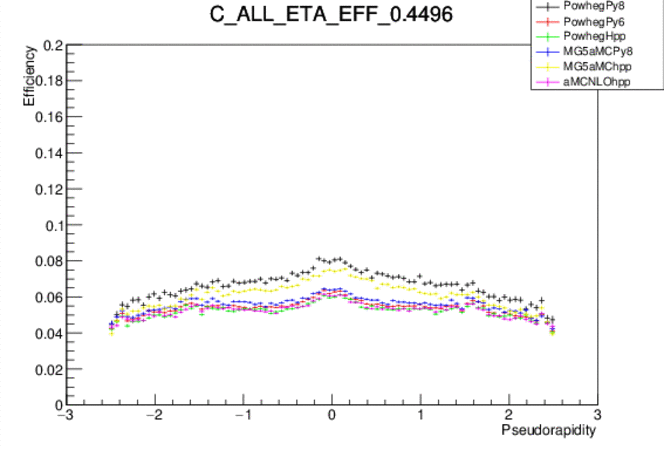 C_ALL_ETA_EFF_0.4496
PowhegPy8
PowhegPy6
PowhegHpp
MG5aMCPy8
MG5aMChpp
aMCNLOhpp
Efficiency
0.2
0.18
0.16
0.14
0.12
0.1
0.08
0.06
0.04
0.02
0
−3 −2 −1 0 1 2 3
Pseudorapidity